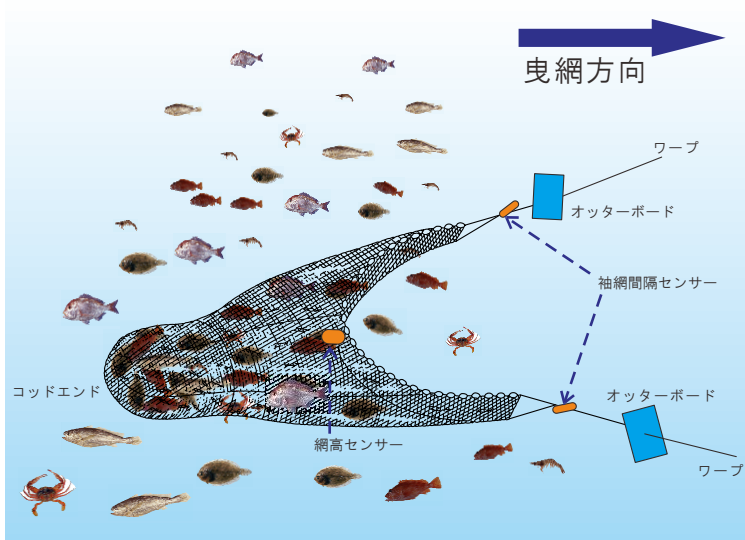 曳網方向
ワープ
オッターボード
袖網間隔センサー
コッドエンド
オッターボード
網高センサー
ワープ